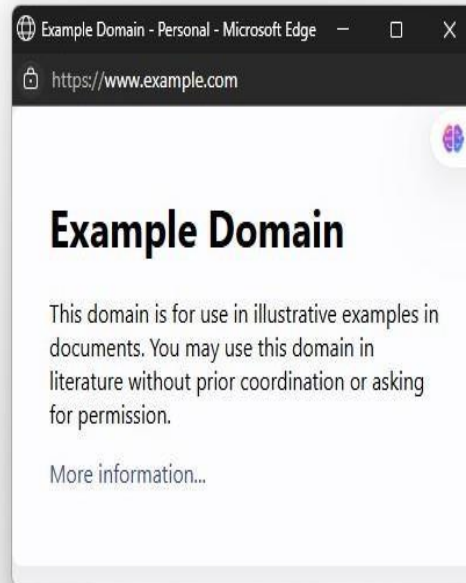 Example Domain - Personal - Microsoft Edge
https://www.example.com
Example Domain
This domain is for use in illustrative examples in
documents. You may use this domain in
literature without prior coordination or asking
for permission.
More information...